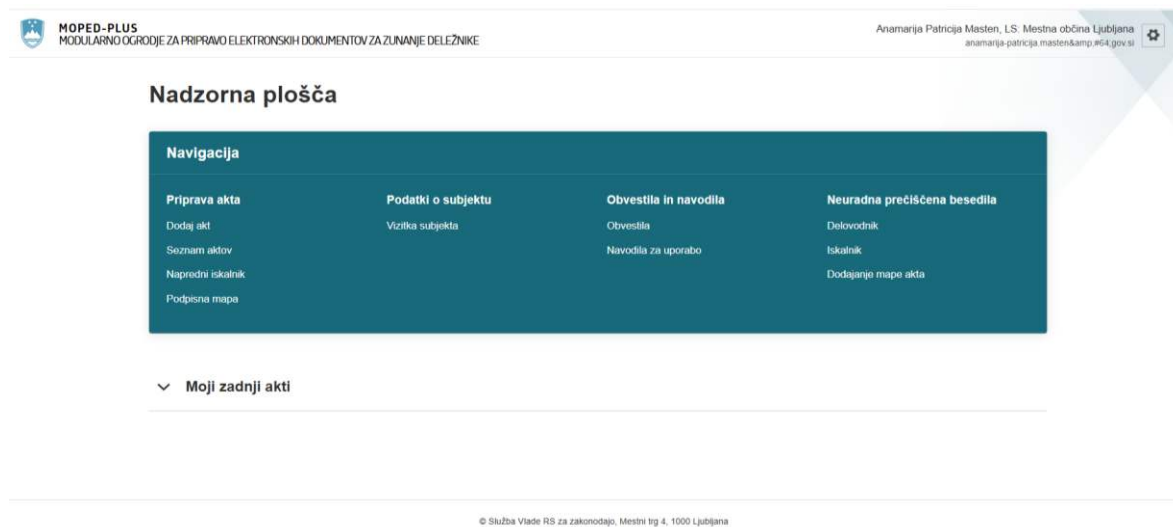 MOPED-PLUS
MODULARNO OGRODJE ZA PRIPRAVO ELEKTRONSKIH DOKUMENTOV ZA ZUNANJE DELEŽNIKE
Anamarija Patricija Masten, LS: Mestna občina Ljubljana
anamarija-patricija.masten&amp;#64;gov.si
Nadzorna plošča
Navigacija
Priprava akta
Dodaj akt
Seznam aktov
Napredni iskalnik
Podpisna mapa
Podatki o subjektu
Vizitka subjekta
Obvestila in navodila
Obvestila
Navodila za uporabo
Neuradna prečiščena besedila
Delovodnik
Iskalnik
Dodajanje mape akta
Moji zadnji akti
© Služba Vlade RS za zakonodajo, Mestni trg 4, 1000 Ljubljana